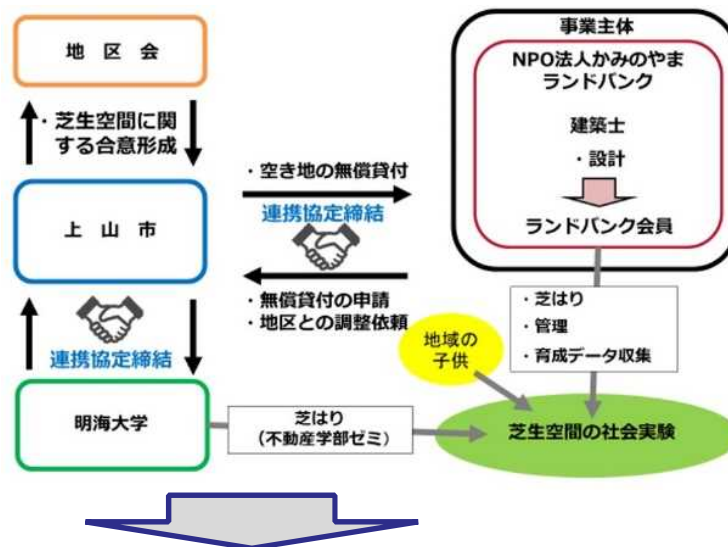 地 区 会
・芝生空間に関
する合意形成
上 山 市
連携協定締結
明海大学
・空き地の無償貸付
連携協定締結
・無償貸付の申請
・地区との調整依頼
事業主体
NPO法人かみのやま
ランドバンク
建築士
・設計
ランドバンク会員
・芝はり
・管理
・育成データ収集
地域の
子供
芝はり
（不動産学部ゼミ）
芝生空間の社会実験